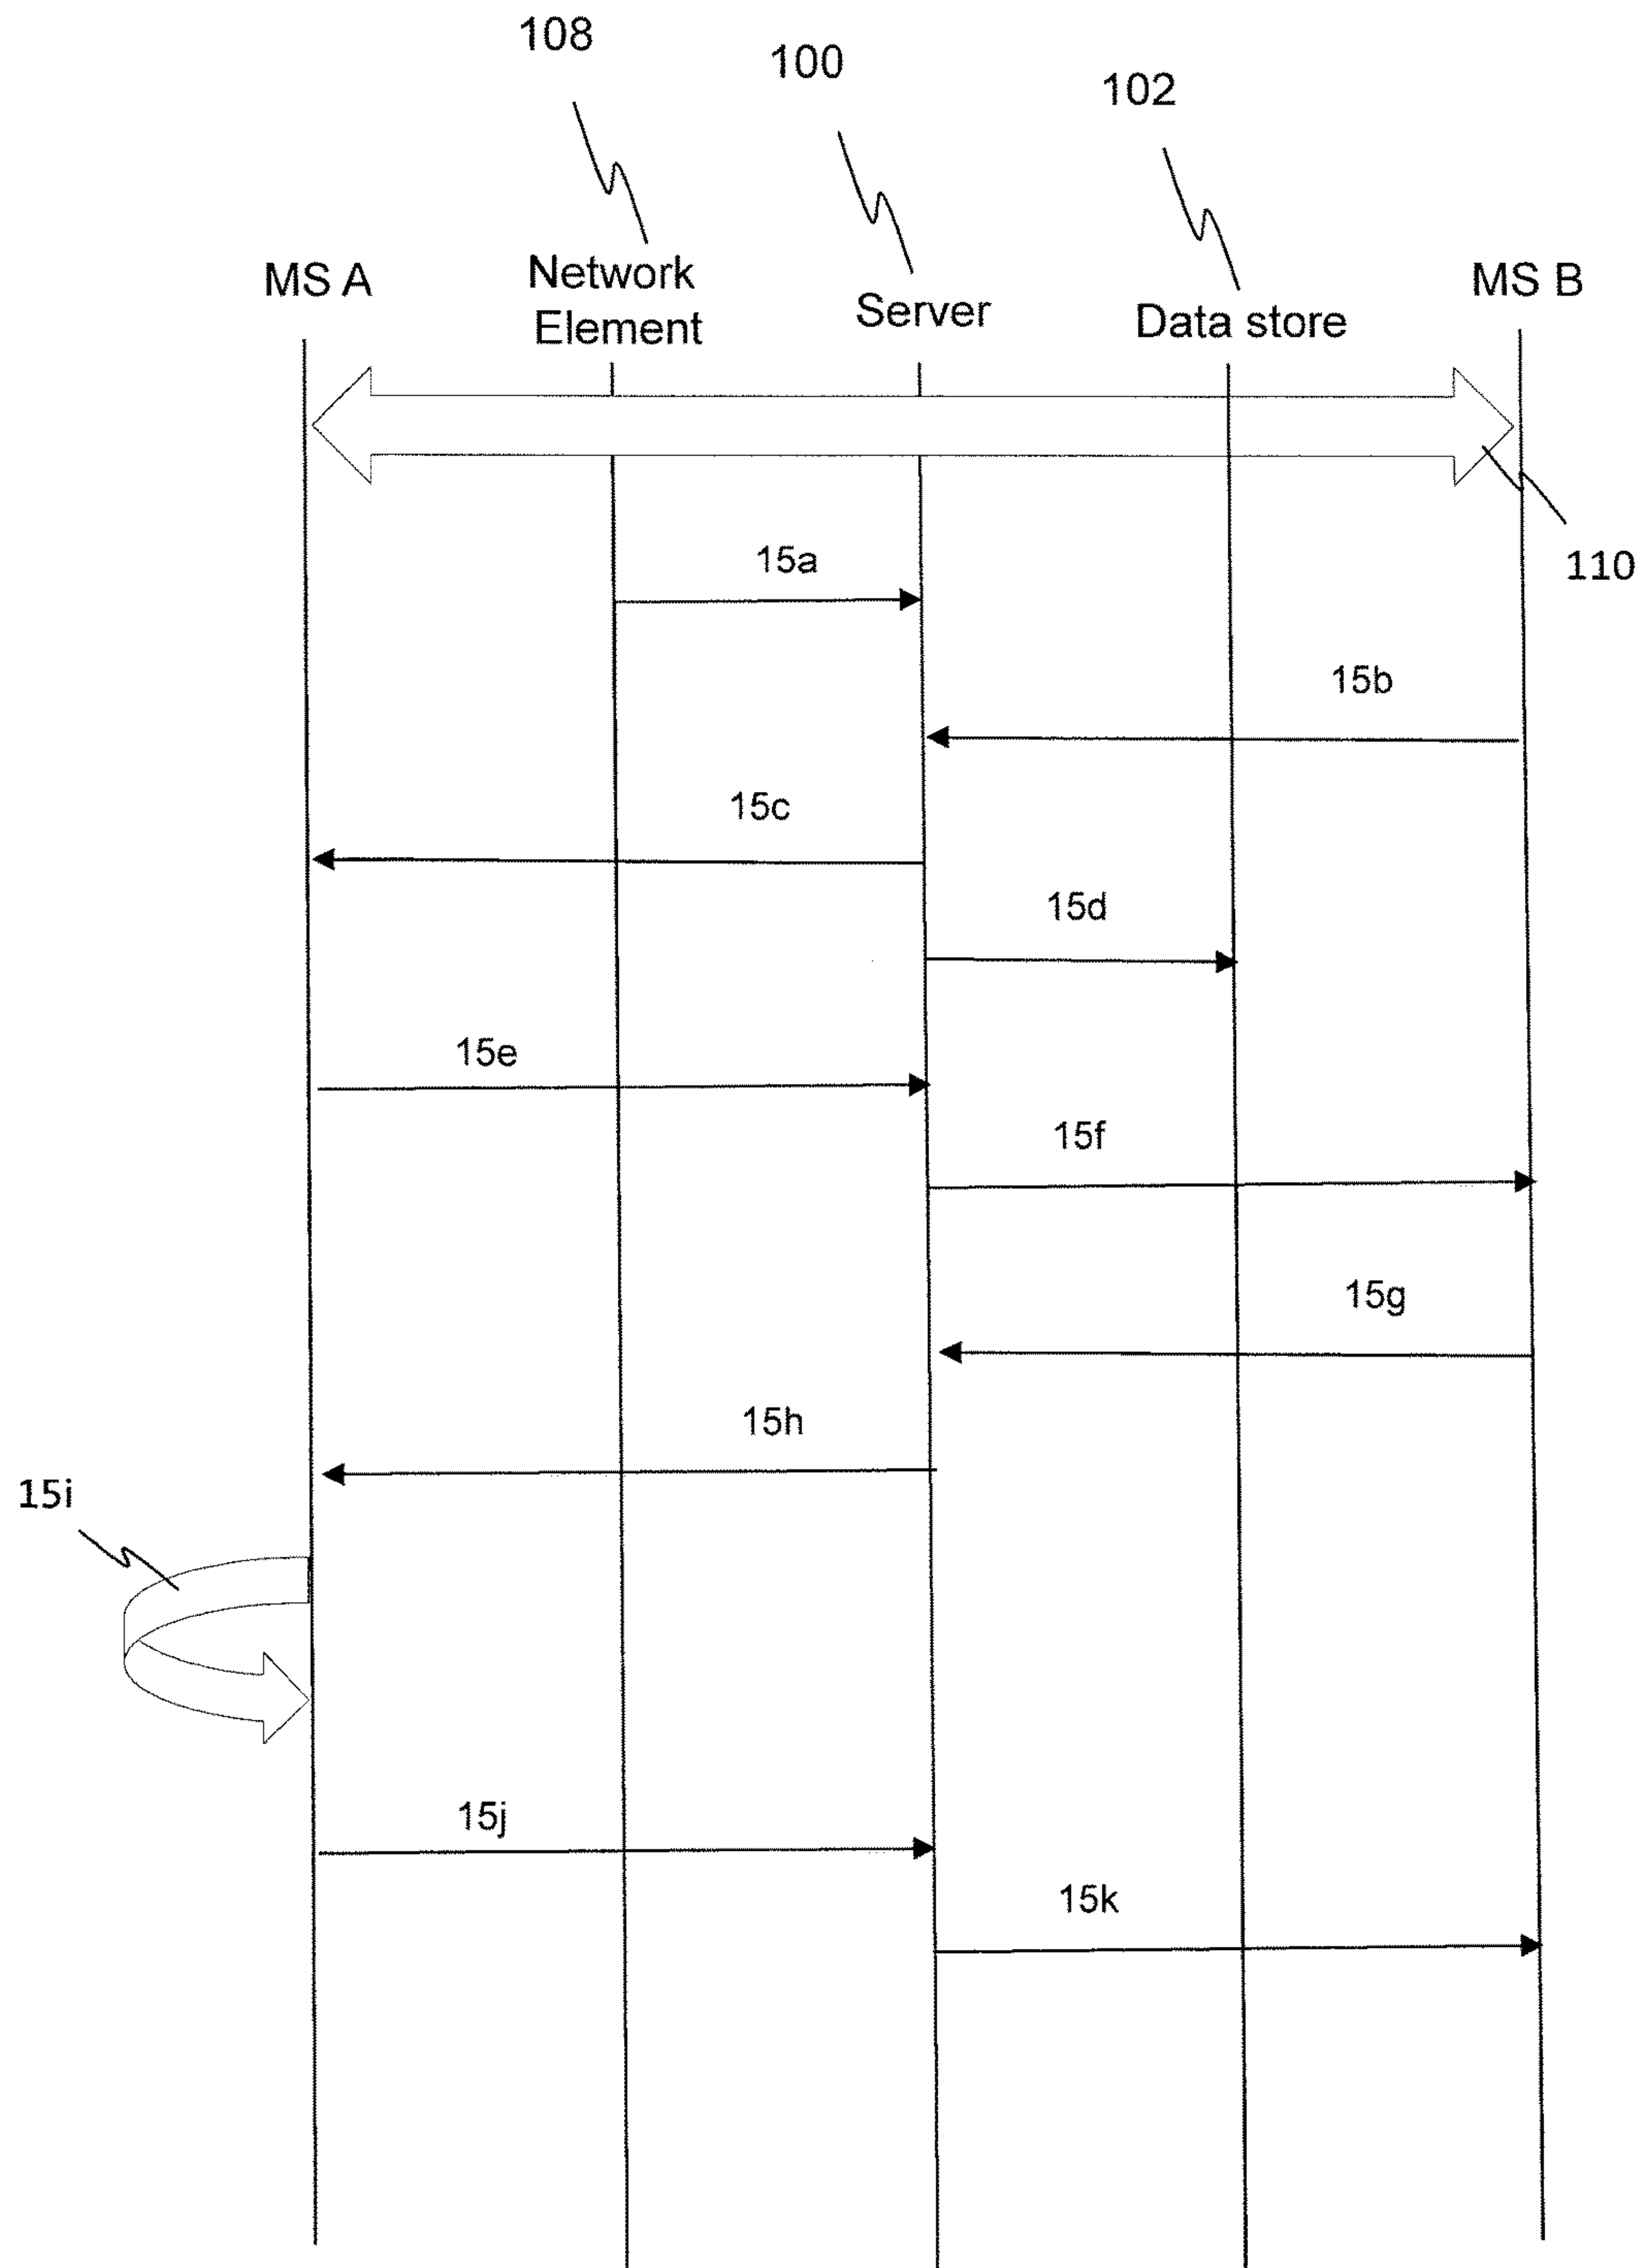 108
100
102
MS A
Network
Element
Server
Data store
MS B
110
15a
15b
15c
15d
15e
15f
15g
15h
15i
15j
15k